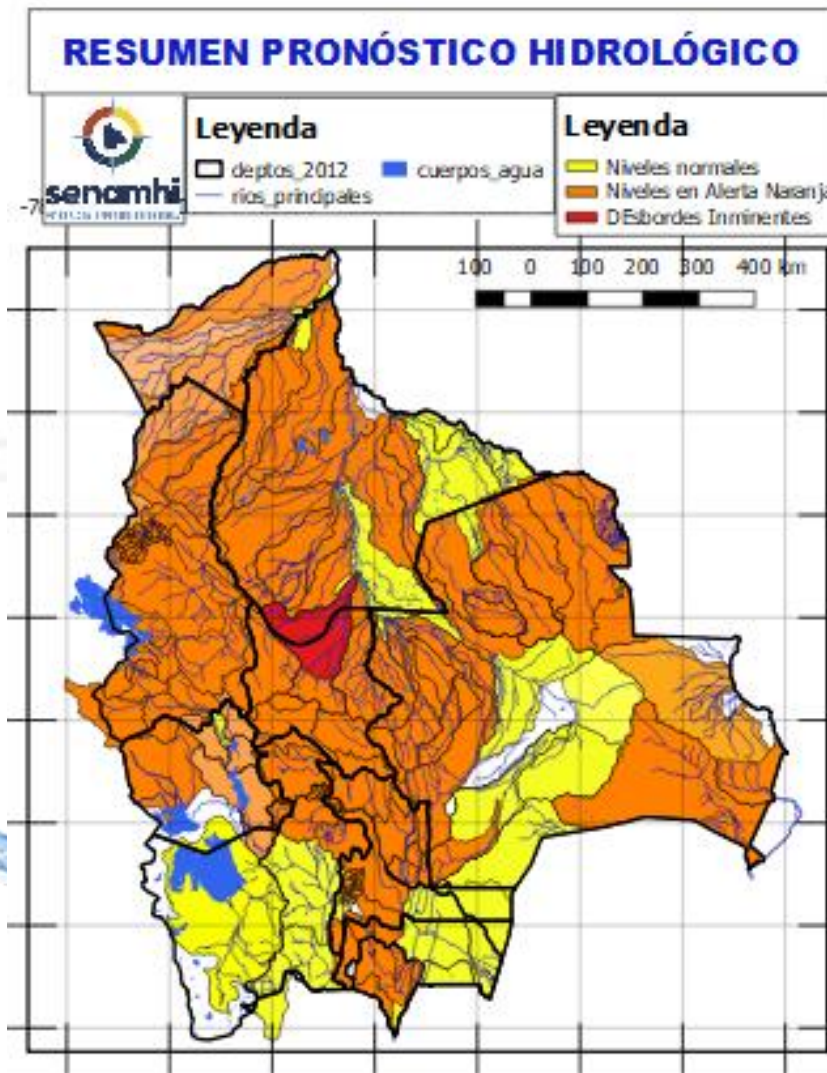 RESUMEN PRONÓSTICO HIDROLÓGICO
senamhi
Leyenda
deptos_2012
cuerpos_agua
rios_principales
Leyenda
Niveles normales
Niveles en Alerta Naranja
DEsbordes Inminentes
100 0 100 200 300 400 km